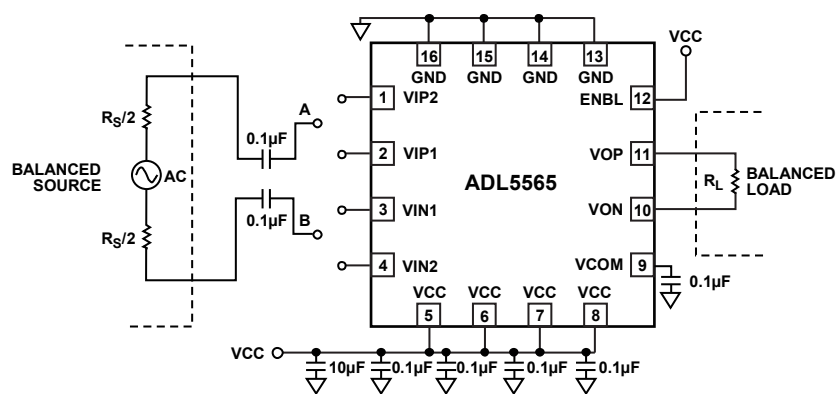 16 15 14 13
GND GND GND GND
VCC
ENBL 12
1 VIP2
A
RS/2
0.1µF
BALANCED
SOURCE
AC
2 VIP1
VOP 11
ADL5565
RL
BALANCED
LOAD
3 VIN1
VON 10
0.1µF
B
RS/2
4 VIN2
VCOM 9
0.1µF
VCC VCC VCC VCC
5 6 7 8
VCC
10µF 0.1µF 0.1µF 0.1µF 0.1µF